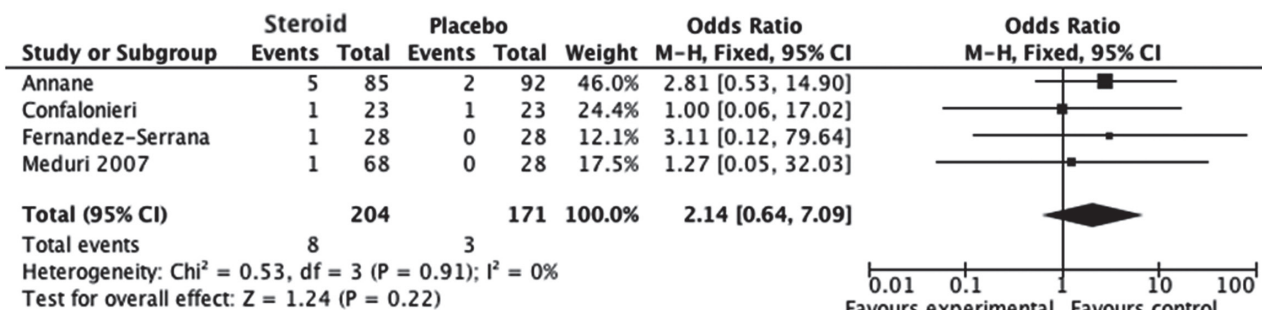 Steroid Placebo Odds Ratio Odds Ratio
Study or Subgroup Events Total Events Total Weight M-H, Fixed, 95% CI M-H, Fixed, 95% CI
Annane 5 85 2 92 46.0% 2.81 [0.53, 14.90]
Confalonieri 1 23 1 23 24.4% 1.00 [0.06, 17.02]
Fernandez-Serrana 1 28 0 28 12.1% 3.11 [0.12, 79.64]
Meduri 2007 1 68 0 28 17.5% 1.27 [0.05, 32.03]
Total (95% CI) 204 171 100.0% 2.14 [0.64, 7.09]
Total events 8 3
Heterogeneity: Chi² = 0.53, df = 3 (P = 0.91); I² = 0%
Test for overall effect: Z = 1.24 (P = 0.22)
0.01 0.1 1 10 100
Favours experimental Favours control